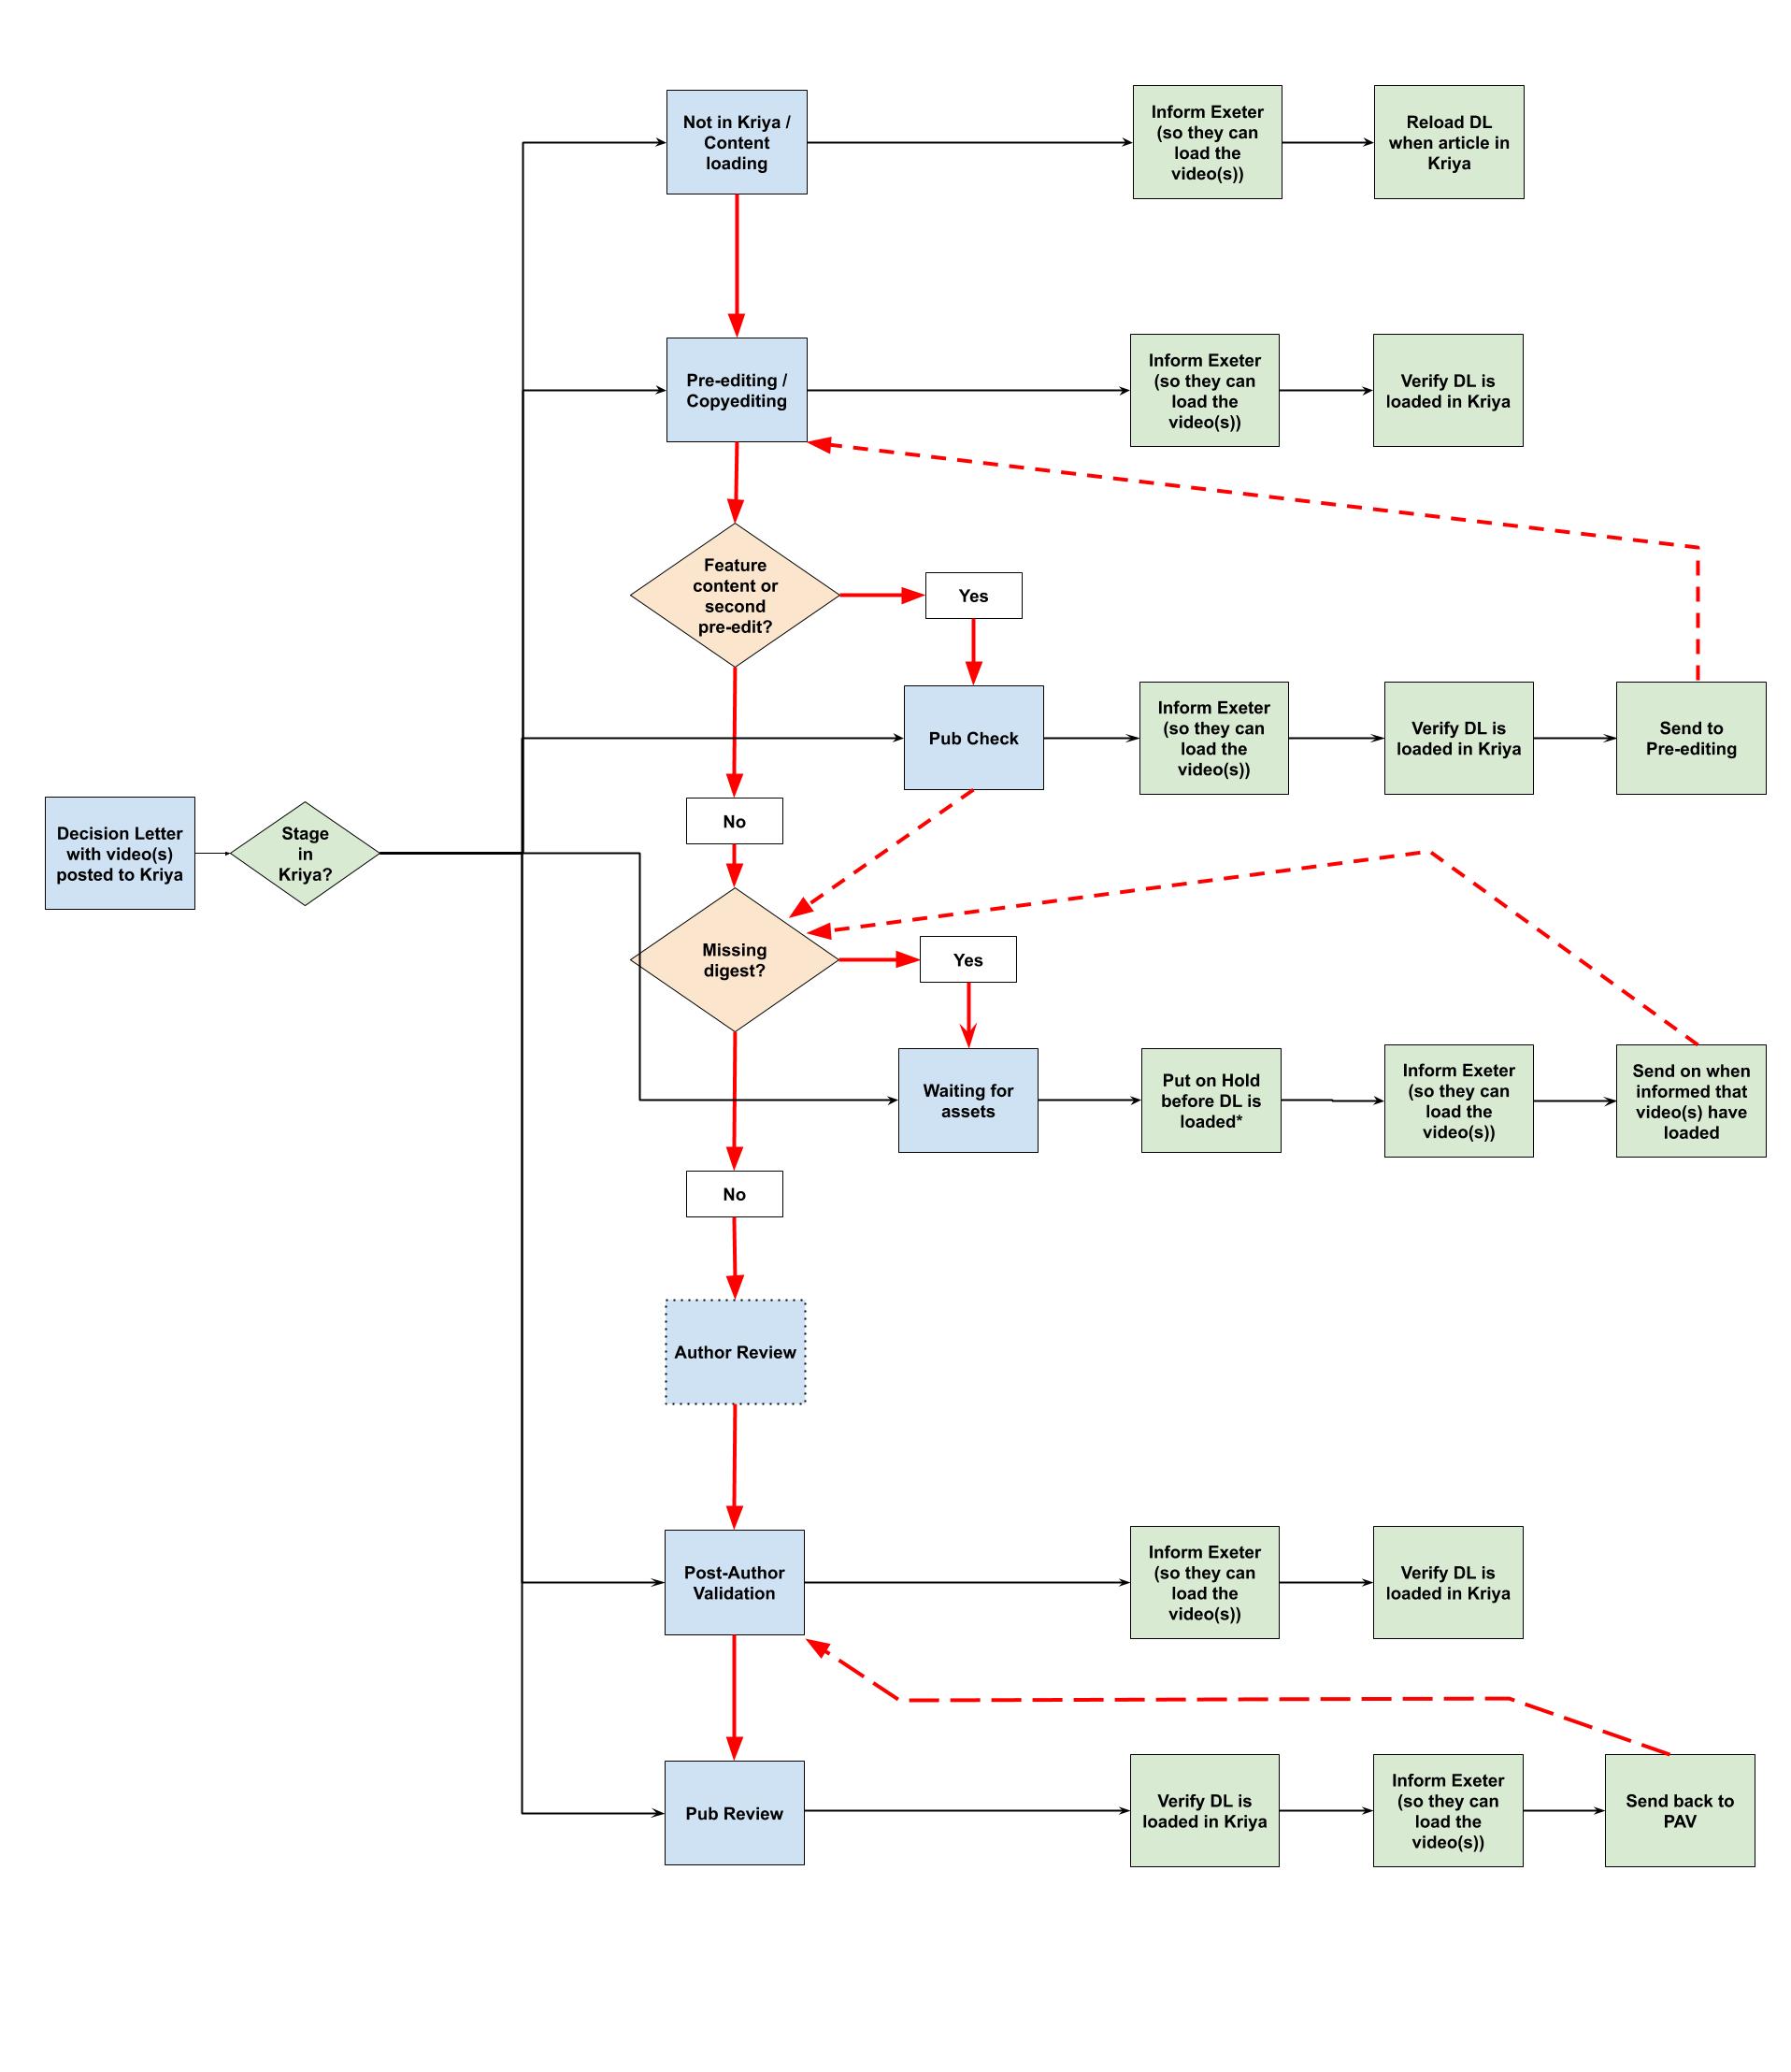 Not in Kriya /
Content
loading
Inform Exeter
(so they can
load the
video(s))
Reload DL
when article in
Kriya
Pre-editing /
Copyediting
Inform Exeter
(so they can
load the
video(s))
Verify DL is
loaded in Kriya
Feature
content or
second
pre-edit?
Yes
Pub Check
Inform Exeter
(so they can
load the
video(s))
Verify DL is
loaded in Kriya
Send to
Pre-editing
No
Decision Letter
with video(s)
posted to Kriya
Stage
in
Kriya?
Missing
digest?
Yes
Waiting for
assets
Put on Hold
before DL is
loaded*
Inform Exeter
(so they can
load the
video(s))
Send on when
informed that
video(s) have
loaded
No
Author Review
Post-Author
Validation
Inform Exeter
(so they can
load the
video(s))
Verify DL is
loaded in Kriya
Pub Review
Verify DL is
loaded in Kriya
Inform Exeter
(so they can
load the
video(s))
Send back to
PAV